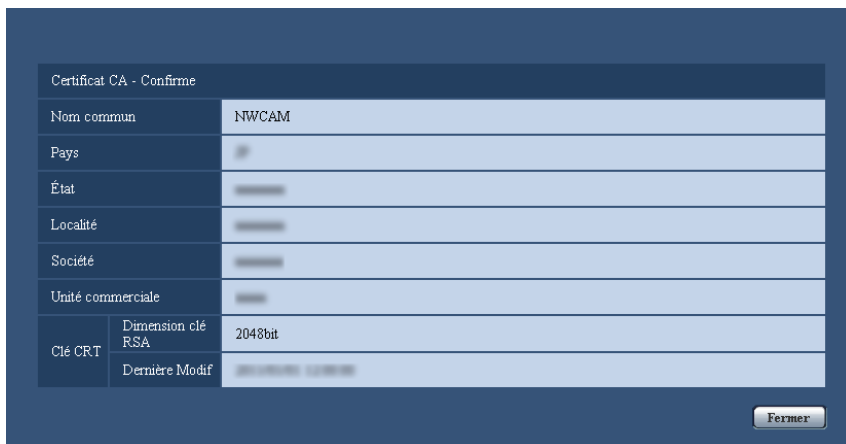 Certificat CA - Confirme
Nom commun NWCAM
Pays
État
Localité
Société
Unité commerciale
Clé CRT
Dimension clé RSA 2048bit
Dernière Modif
Fermer